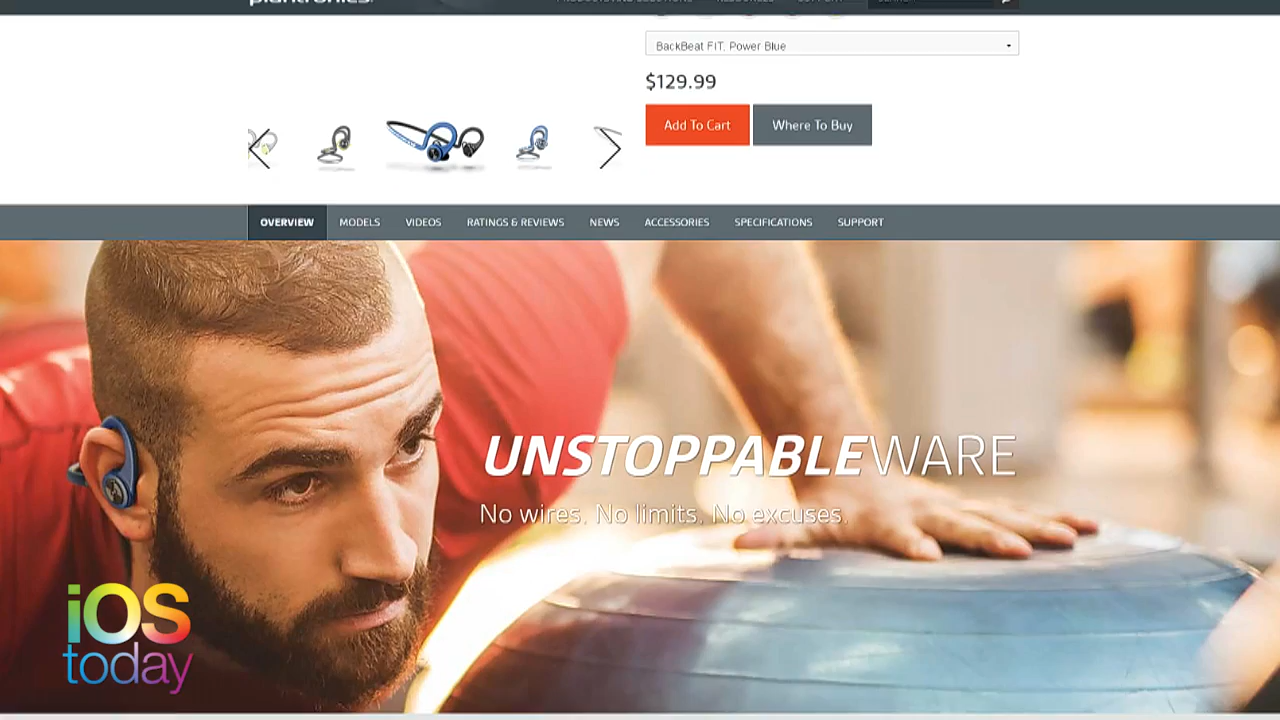 plantronics.
BackBeat FIT, Power Blue
$129.99
Add To Cart
Where To Buy
OVERVIEW
MODELS
VIDEOS
RATINGS & REVIEWS
NEWS
ACCESSORIES
SPECIFICATIONS
SUPPORT
UNSTOPPABLEWARE
No wires. No limits. No excuses.
iOS
today